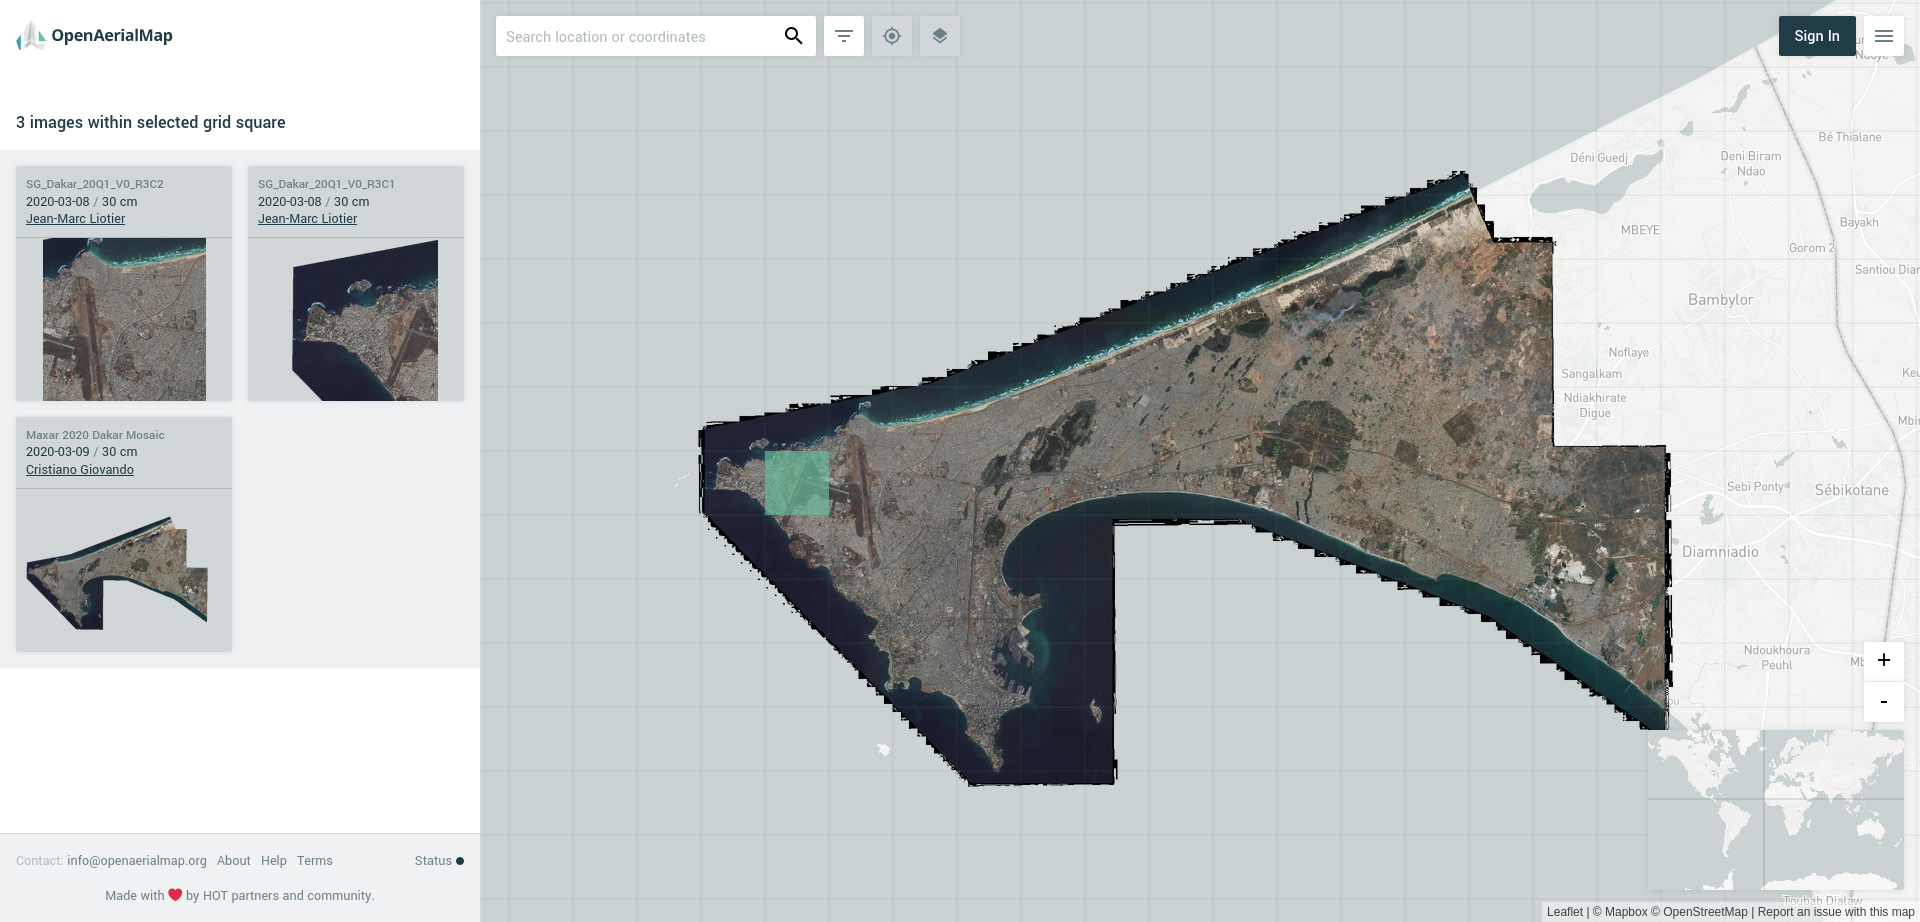 OpenAerialMap
Search location or coordinates
Sign In
3 images within selected grid square
SG_Dakar_20Q1_V0_R3C2
2020-03-08 / 30 cm
Jean-Marc Liotier
SG_Dakar_20Q1_V0_R3C1
2020-03-08 / 30 cm
Jean-Marc Liotier
Maxar 2020 Dakar Mosaic
2020-03-09 / 30 cm
Cristiano Giovando
Contact: info@openaerialmap.org About Help Terms
Status
Made with ❤ by HOT partners and community.
Bé Thialane
Déni Guedj
Deni Biram
Ndao
Bayakh
MBEYE
Gorom 2
Santiou Diar
Bambylor
Noflaye
Sangalkam
Ndiakhirate
Digue
Sebi Ponty
Sébikotane
Diamniadio
Ndoukhoura
Peuhl
+
-
Toubab Dialaw
Leaflet | © Mapbox © OpenStreetMap | Report an issue with this map